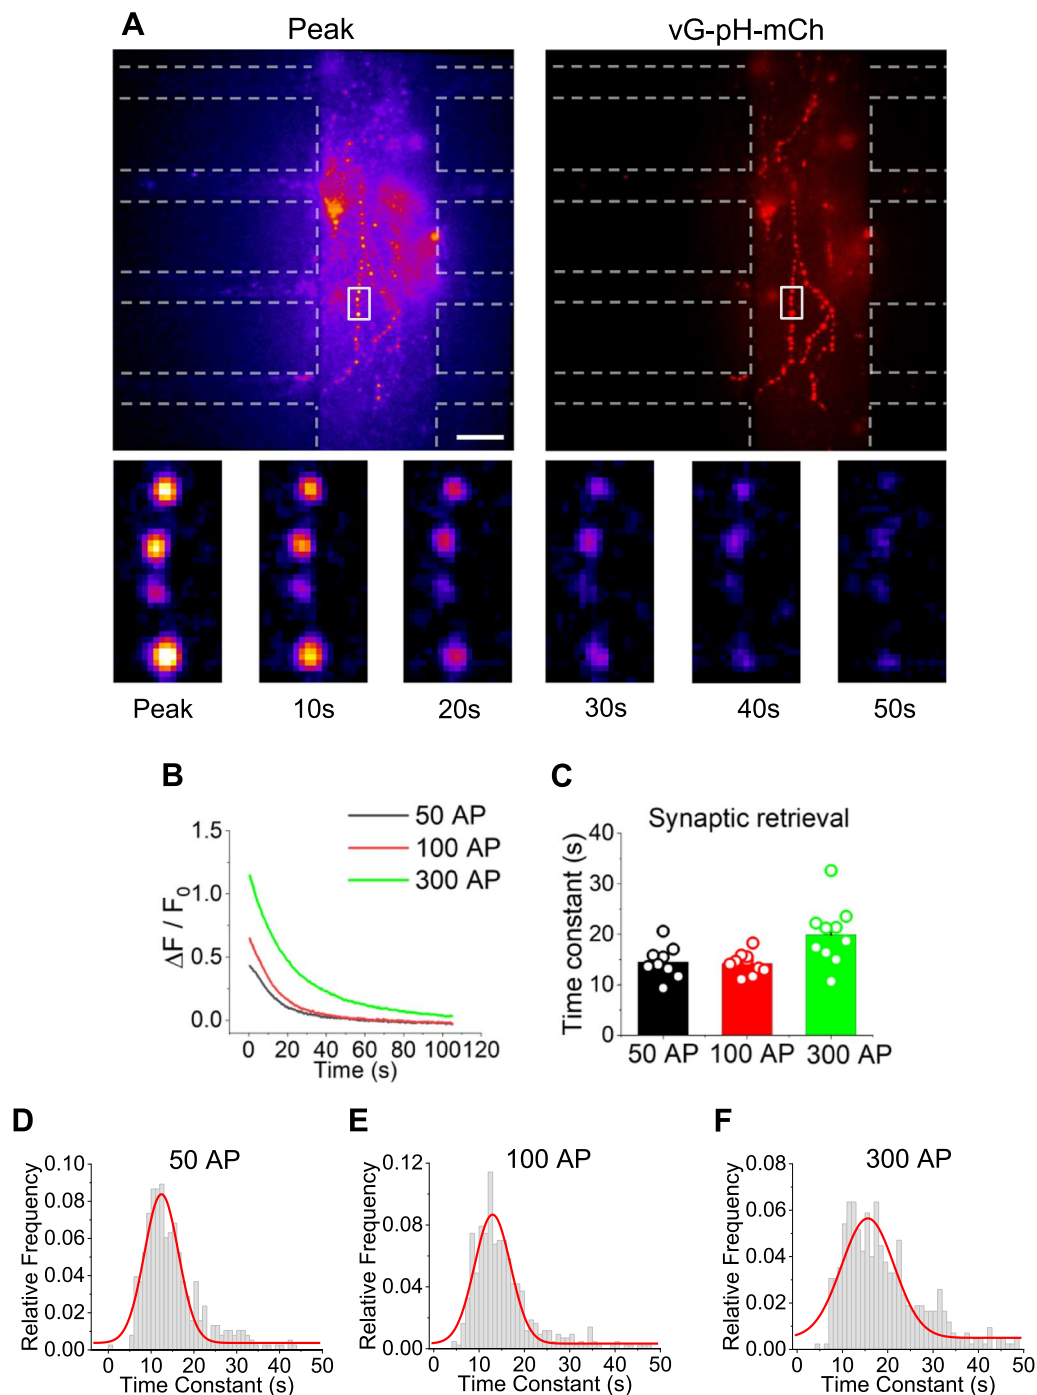 A
Peak
vG-pH-mCh
Peak
10s
20s
30s
40s
50s
B
50 AP
100 AP
300 AP
1.5
1.0
0.5
0.0
ΔF / F0
0 20 40 60 80 100 120
Time (s)
C
Synaptic retrieval
40
30
20
10
0
Time constant (s)
50 AP 100 AP 300 AP
D
50 AP
0.10
0.08
0.06
0.04
0.02
0.00
Relative Frequency
0 10 20 30 40 50
Time Constant (s)
E
100 AP
0.12
0.08
0.04
0.00
Relative Frequency
0 10 20 30 40 50
Time Constant (s)
F
300 AP
0.08
0.06
0.04
0.02
0.00
Relative Frequency
0 10 20 30 40 50
Time Constant (s)